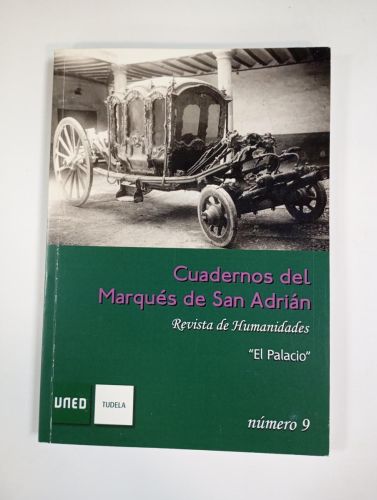 Cuadernos del
Marqués de San Adrián
Revista de Humanidades
"El Palacio"
UNED
TUDELA
número 9